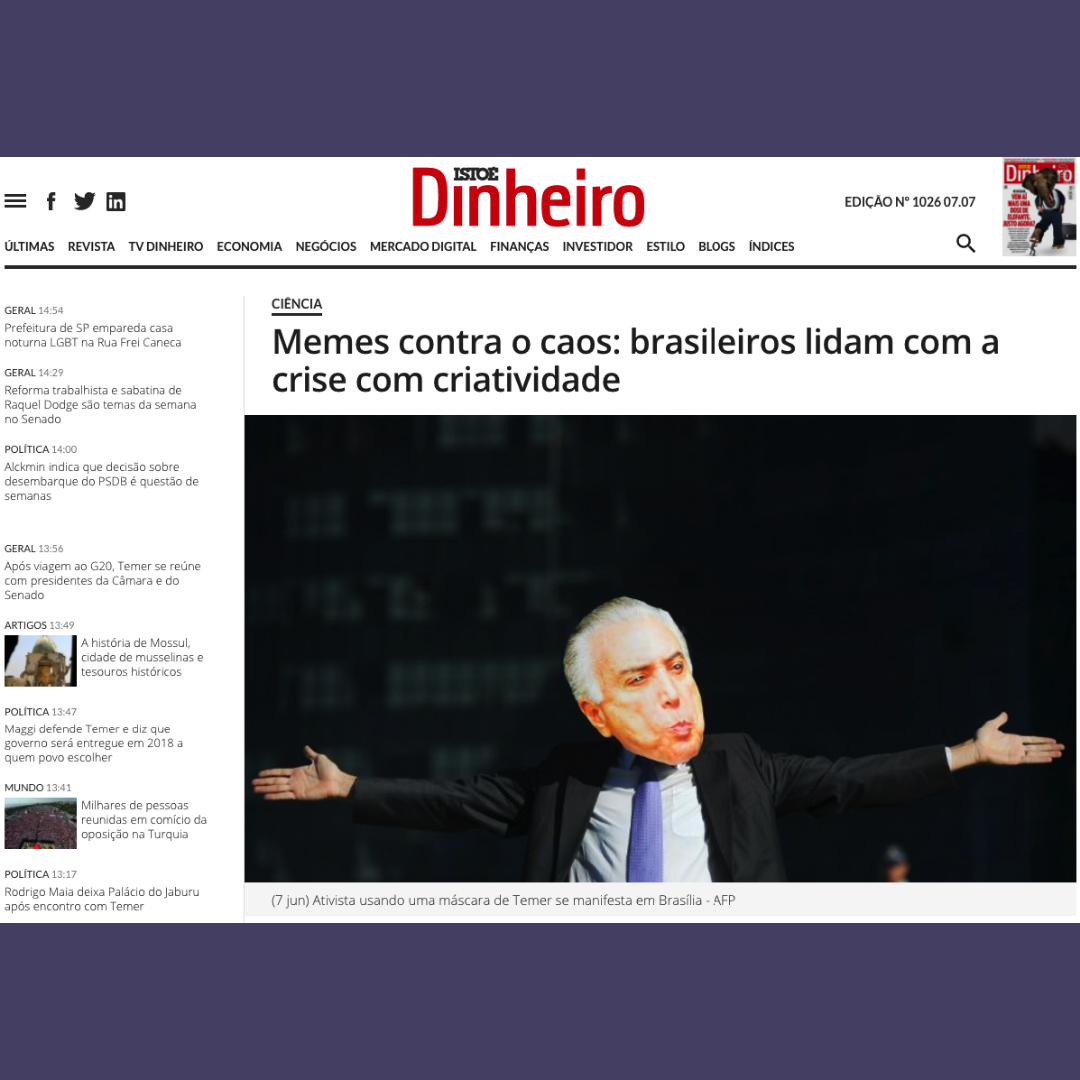 ISTOÉ
Dinheiro
EDIÇÃO Nº 1026 07.07
Dinheiro
ÚLTIMAS REVISTA TV DINHEIRO ECONOMIA NEGÓCIOS MERCADO DIGITAL FINANÇAS INVESTIDOR ESTILO BLOGS ÍNDICES
GERAL 14:54
Prefeitura de SP empareda casa
noturna LGBT na Rua Frei Caneca
GERAL 14:29
Reforma trabalhista e sabatina de
Raquel Dodge são temas da semana
no Senado
POLÍTICA 14:00
Alckmin indica que decisão sobre
desembarque do PSDB é questão de
semanas
GERAL 13:56
Após viagem ao G20, Temer se reúne
com presidentes da Câmara e do
Senado
ARTIGOS 13:49
A história de Mossul,
cidade de musselinas e
tesouros históricos
POLÍTICA 13:47
Maggi defende Temer e diz que
governo será entregue em 2018 a
quem povo escolher
MUNDO 13:41
Milhares de pessoas
reunidas em comício da
oposição na Turquia
POLÍTICA 13:17
Rodrigo Maia deixa Palácio do Jaburu
após encontro com Temer
CIÊNCIA
Memes contra o caos: brasileiros lidam com a
crise com criatividade
(7 jun) Ativista usando uma máscara de Temer se manifesta em Brasília - AFP